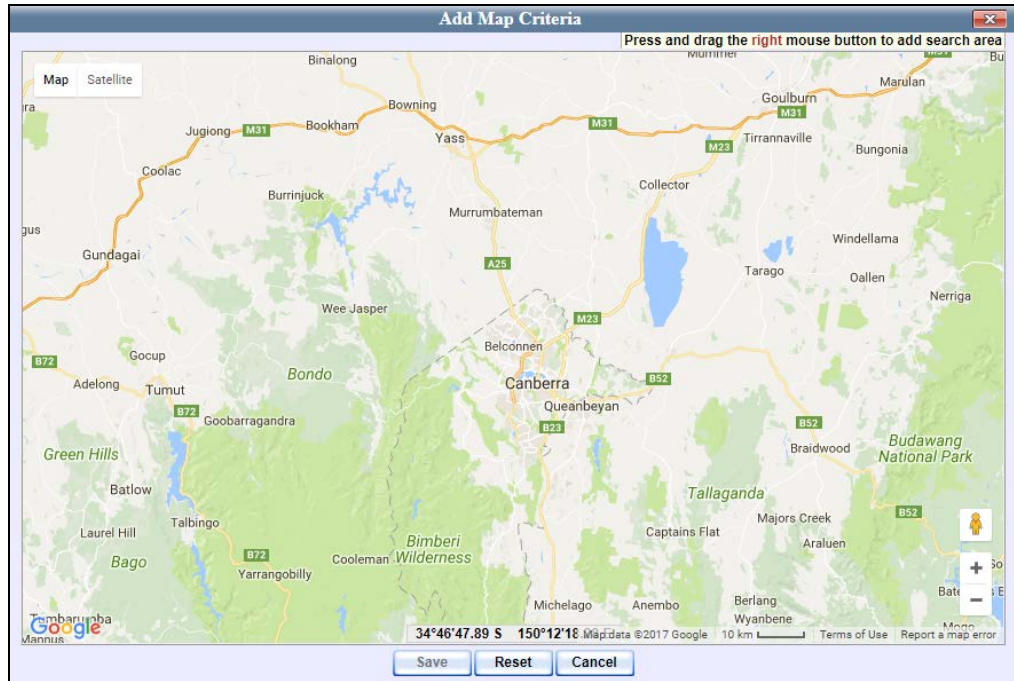 Add Map Criteria
Press and drag the right mouse button to add search area
Map Satellite
Binalong
Marulan
Goulburn
M31
Bowning
Jugiong M31 Bookham
M31
Yass
Tirrannaville
M23
Bungonia
Coolac
Collector
Burrinjuck
Murrumbateman
Windellama
Gundagai
A25
Tarago
Oallen
Nerriga
Wee Jasper
M23
Belconnen
Gocup
B72
Bondo
B52
Adelong
Tumut
Canberra
Queanbeyan
B72
Goobarragandra
B23
B52
Green Hills
Braidwood
Budawang
National Park
Batlow
Tallaganda
Laurel Hill
Talbingo
B52
Majors Creek
Captains Flat
Bimberi
Wilderness
Araluen
Bago
B72
Cooleman
Yarrangobilly
Michelago
Anembo
Berlang
Wyanbene
Google
34°46'47.89 S 150°12'18 Map data ©2017 Google 10 km Terms of Use Report a map error
Save Reset Cancel